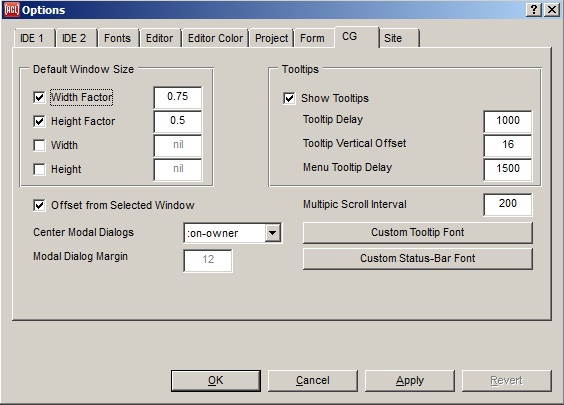 ACL Options
IDE 1 IDE 2 Fonts Editor Editor Color Project Form CG Site
Default Window Size
Width Factor 0.75
Height Factor 0.5
Width nil
Height nil
Tooltips
Show Tooltips
Tooltip Delay 1000
Tooltip Vertical Offset 16
Menu Tooltip Delay 1500
Offset from Selected Window
Center Modal Dialogs :on-owner
Modal Dialog Margin 12
Multipic Scroll Interval 200
Custom Tooltip Font
Custom Status-Bar Font
OK Cancel Apply Revert